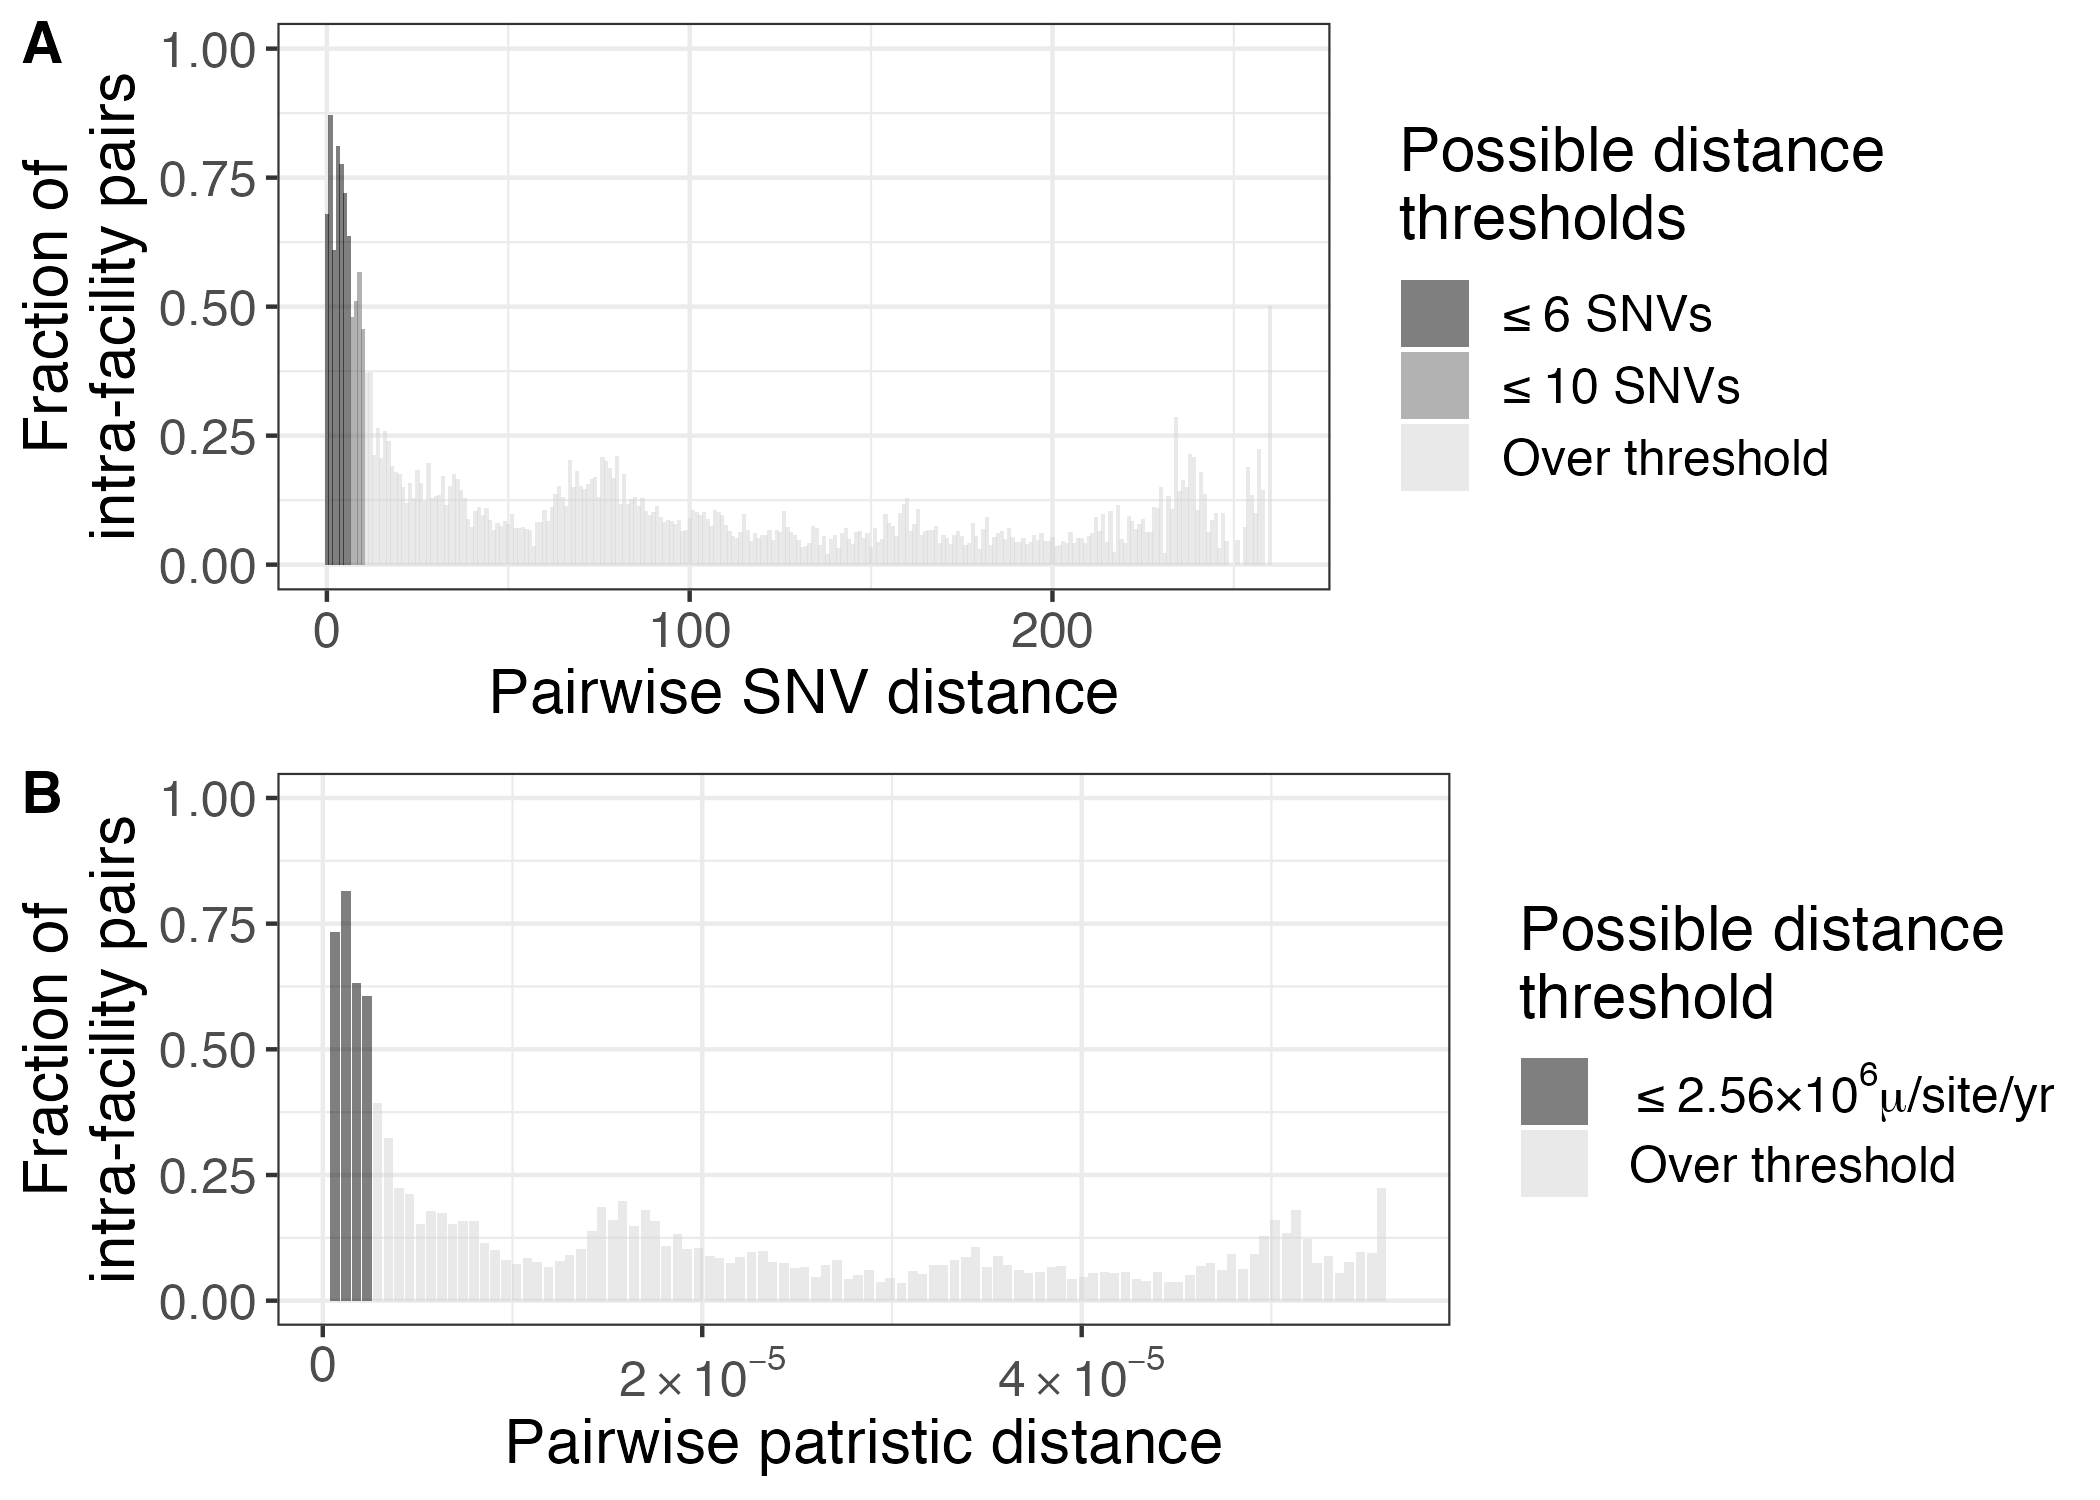 A
1.00
0.75
0.50
0.25
0.00
Fraction of
intra-facility pairs
0 100 200
Pairwise SNV distance
Possible distance
thresholds
≤ 6 SNVs
≤ 10 SNVs
Over threshold
B
1.00
0.75
0.50
0.25
0.00
Fraction of
intra-facility pairs
0 2×10⁻⁵ 4×10⁻⁵
Pairwise patristic distance
Possible distance
threshold
≤ 2.56×10⁶μ/site/yr
Over threshold